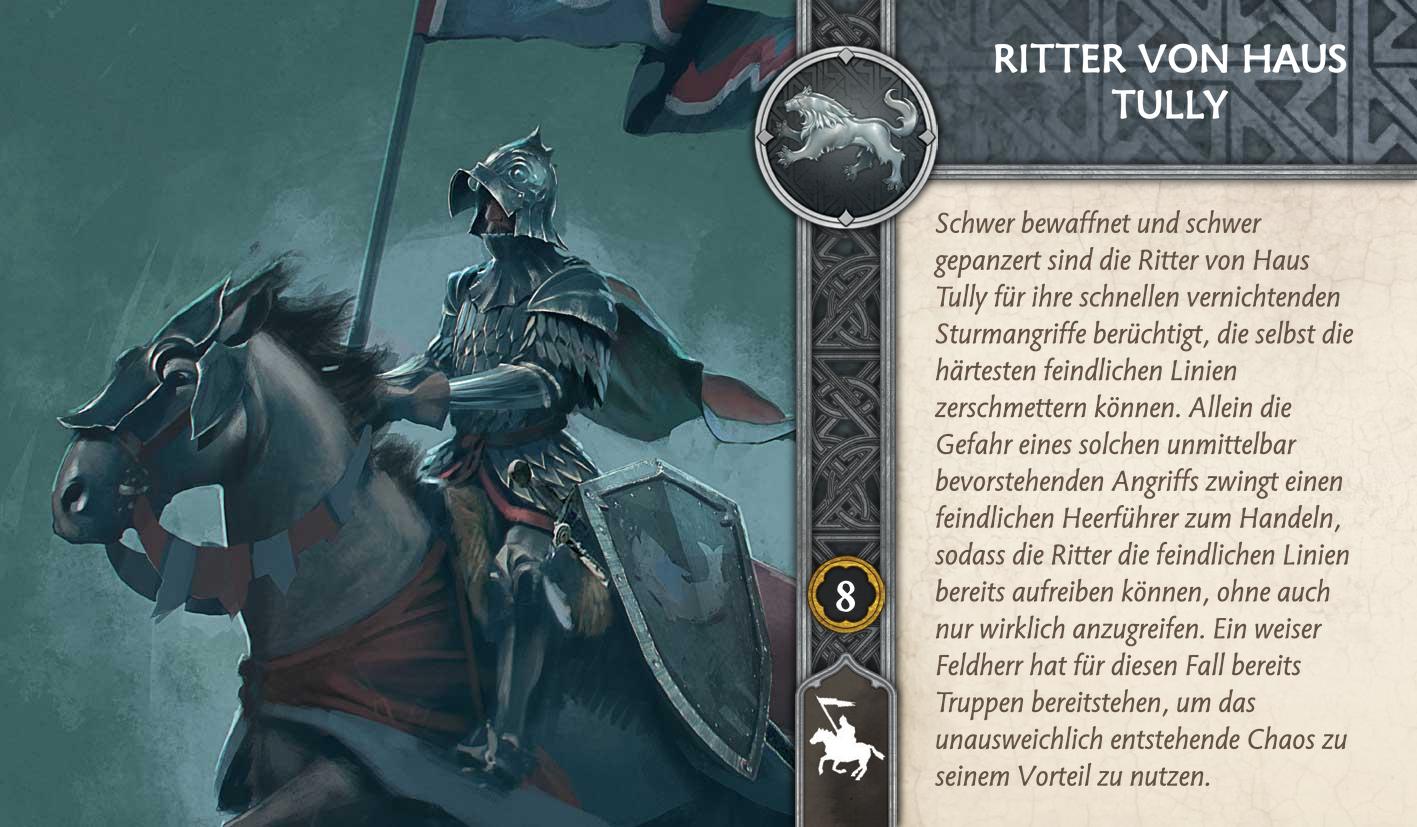 RITTER VON HAUS
TULLY
Schwer bewaffnet und schwer
gepanzert sind die Ritter von Haus
Tully für ihre schnellen vernichtenden
Sturmangriffe berüchtigt, die selbst die
härtesten feindlichen Linien
zerschmettern können. Allein die
Gefahr eines solchen unmittelbar
bevorstehenden Angriffs zwingt einen
feindlichen Heerführer zum Handeln,
sodass die Ritter die feindlichen Linien
bereits aufreiben können, ohne auch
nur wirklich anzugreifen. Ein weiser
Feldherr hat für diesen Fall bereits
Truppen bereitstehen, um das
unausweichlich entstehende Chaos zu
seinem Vorteil zu nutzen.
8